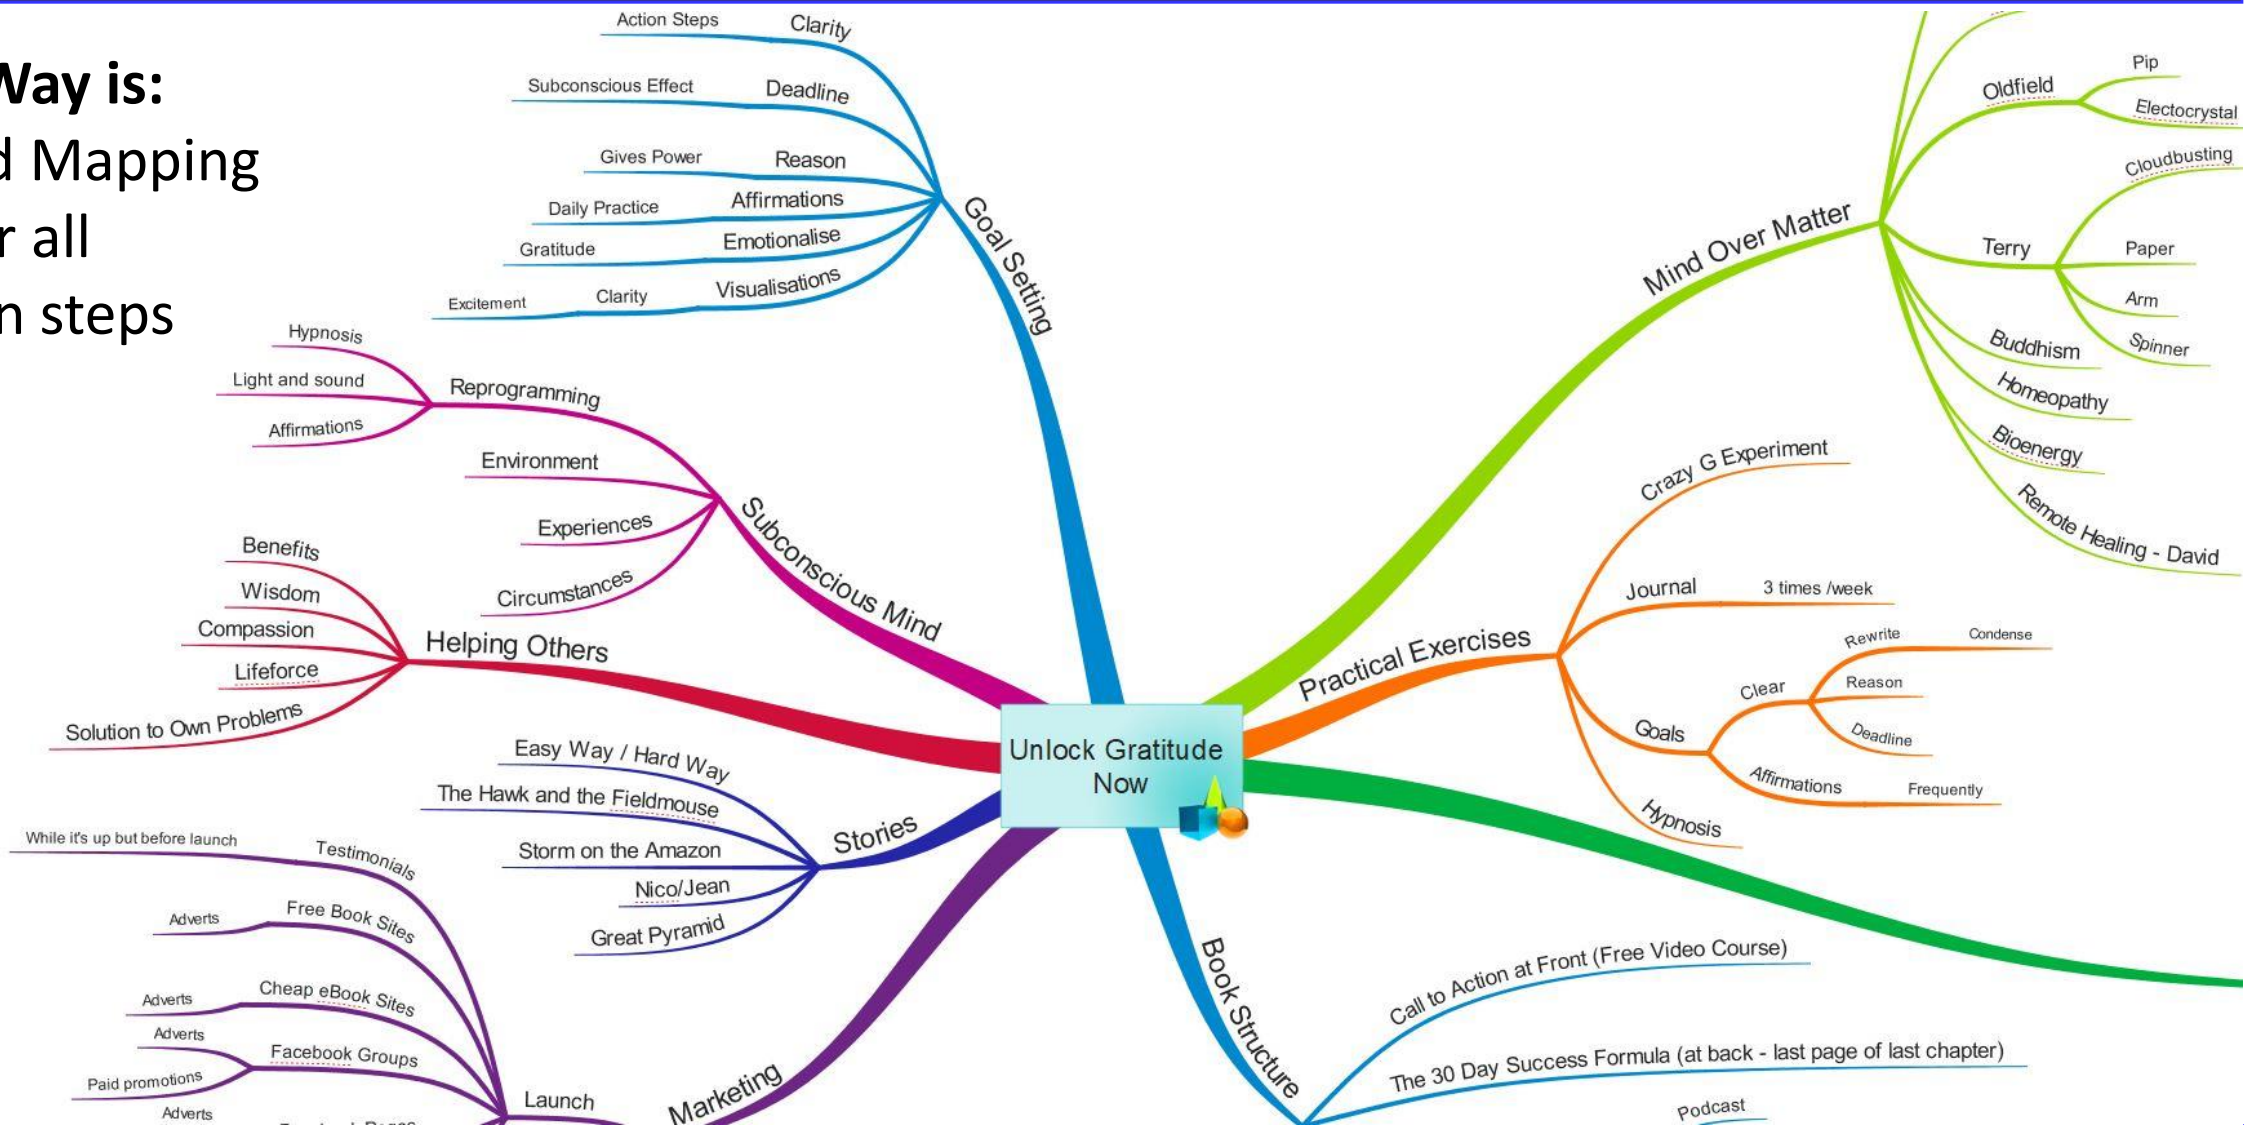 Way is:
Mapping
all
steps
Unlock Gratitude
Now
Goal Setting
Clarity
Action Steps
Deadline
Subconscious Effect
Reason
Gives Power
Affirmations
Daily Practice
Emotionalise
Gratitude
Visualisations
Clarity
Excitement
Subconscious Mind
Reprogramming
Hypnosis
Light and sound
Affirmations
Environment
Experiences
Circumstances
Helping Others
Benefits
Wisdom
Compassion
Lifeforce
Solution to Own Problems
Stories
Easy Way / Hard Way
The Hawk and the Fieldmouse
Storm on the Amazon
Nico/Jean
Great Pyramid
Marketing
Launch
Testimonials
While it's up but before launch
Free Book Sites
Adverts
Cheap eBook Sites
Adverts
Facebook Groups
Adverts
Paid promotions
Adverts
Mind Over Matter
Oldfield
Pip
Electocrystal
Terry
Cloudbusting
Paper
Arm
Spinner
Buddhism
Homeopathy
Bioenergy
Remote Healing - David
Practical Exercises
Crazy G Experiment
Journal
3 times /week
Goals
Clear
Rewrite
Condense
Reason
Deadline
Affirmations
Frequently
Hypnosis
Book Structure
Call to Action at Front (Free Video Course)
The 30 Day Success Formula (at back - last page of last chapter)
Podcast